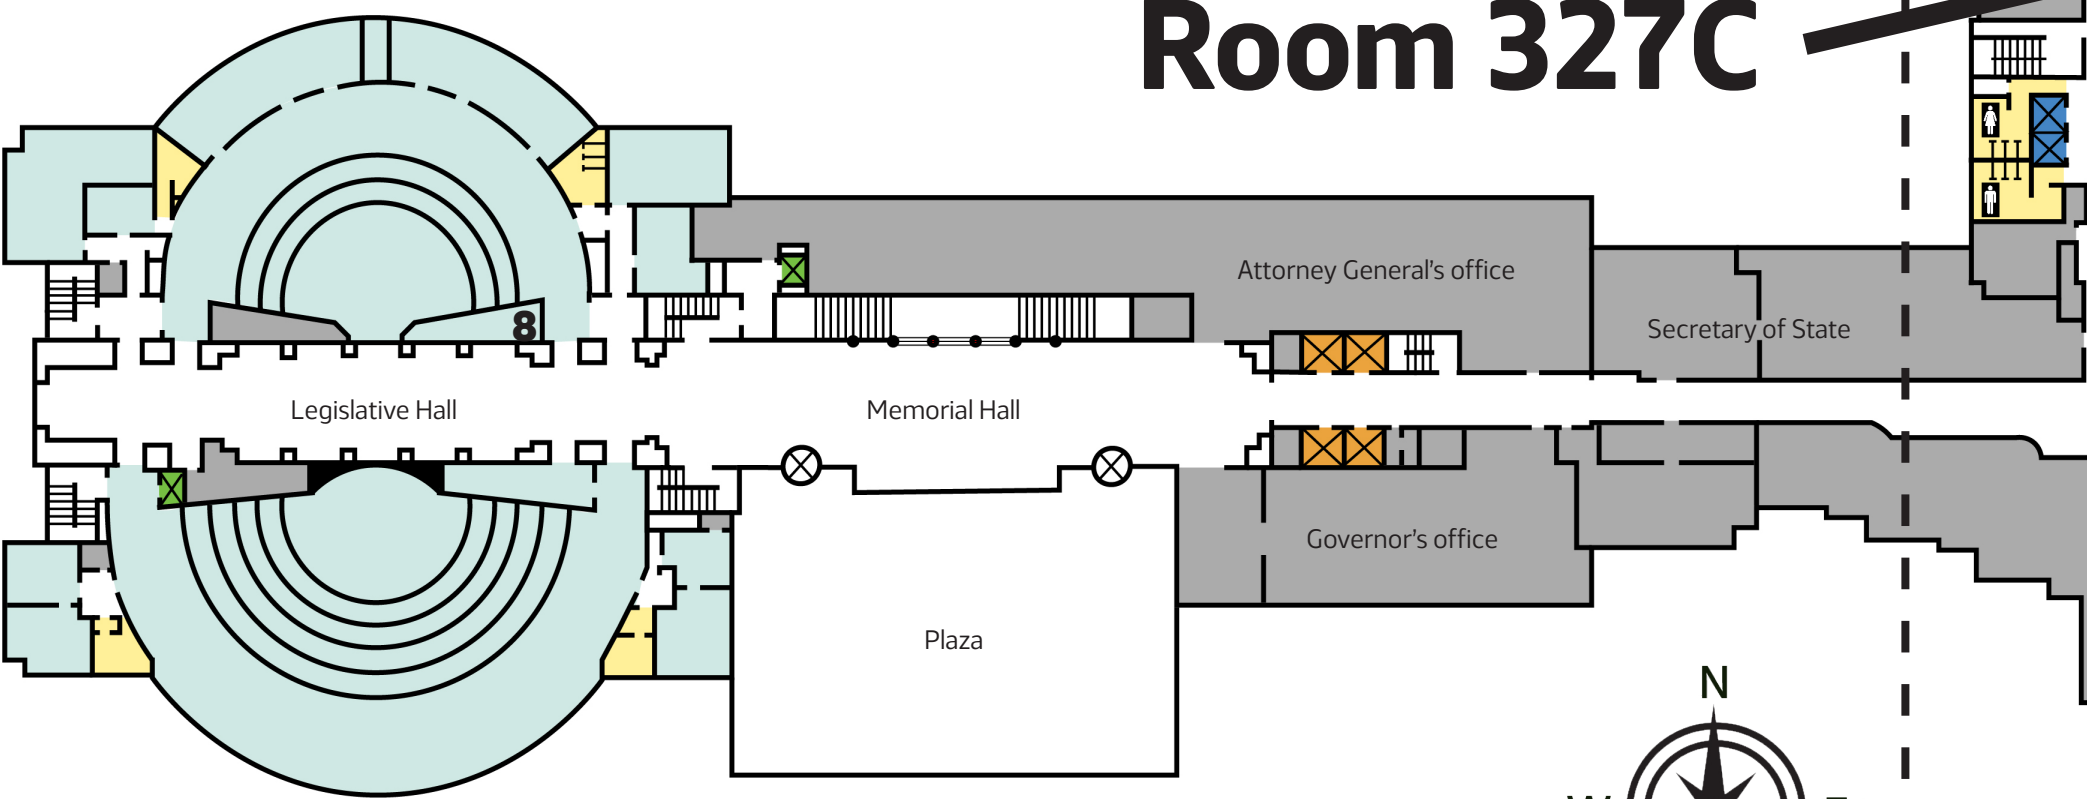 Room 327C
Attorney General's office
Secretary of State
8
Legislative Hall
Memorial Hall
Governor's office
Plaza
N